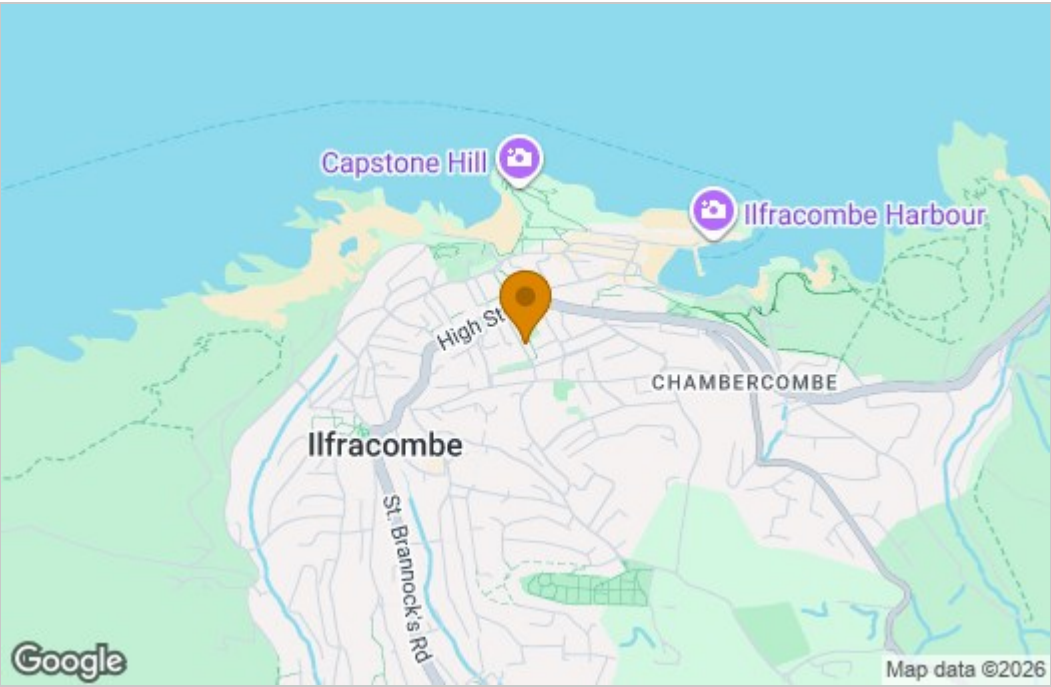 Capstone Hill
Ilfracombe Harbour
High St
CHAMBERCOMBE
Ilfracombe
St. Brannock's Rd
Google
Map data ©2026